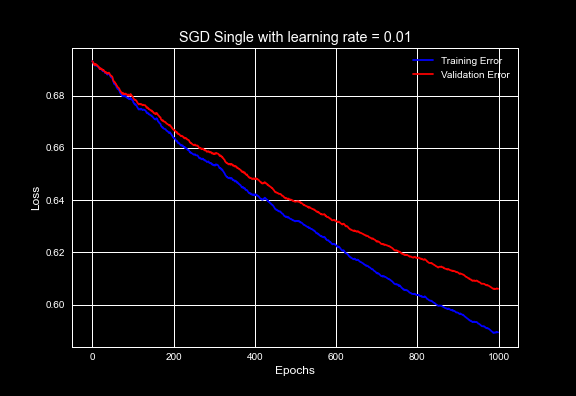 SGD Single with learning rate = 0.01
Training Error
Validation Error
0.68
0.66
0.64
0.62
0.60
Loss
0 200 400 600 800 1000
Epochs